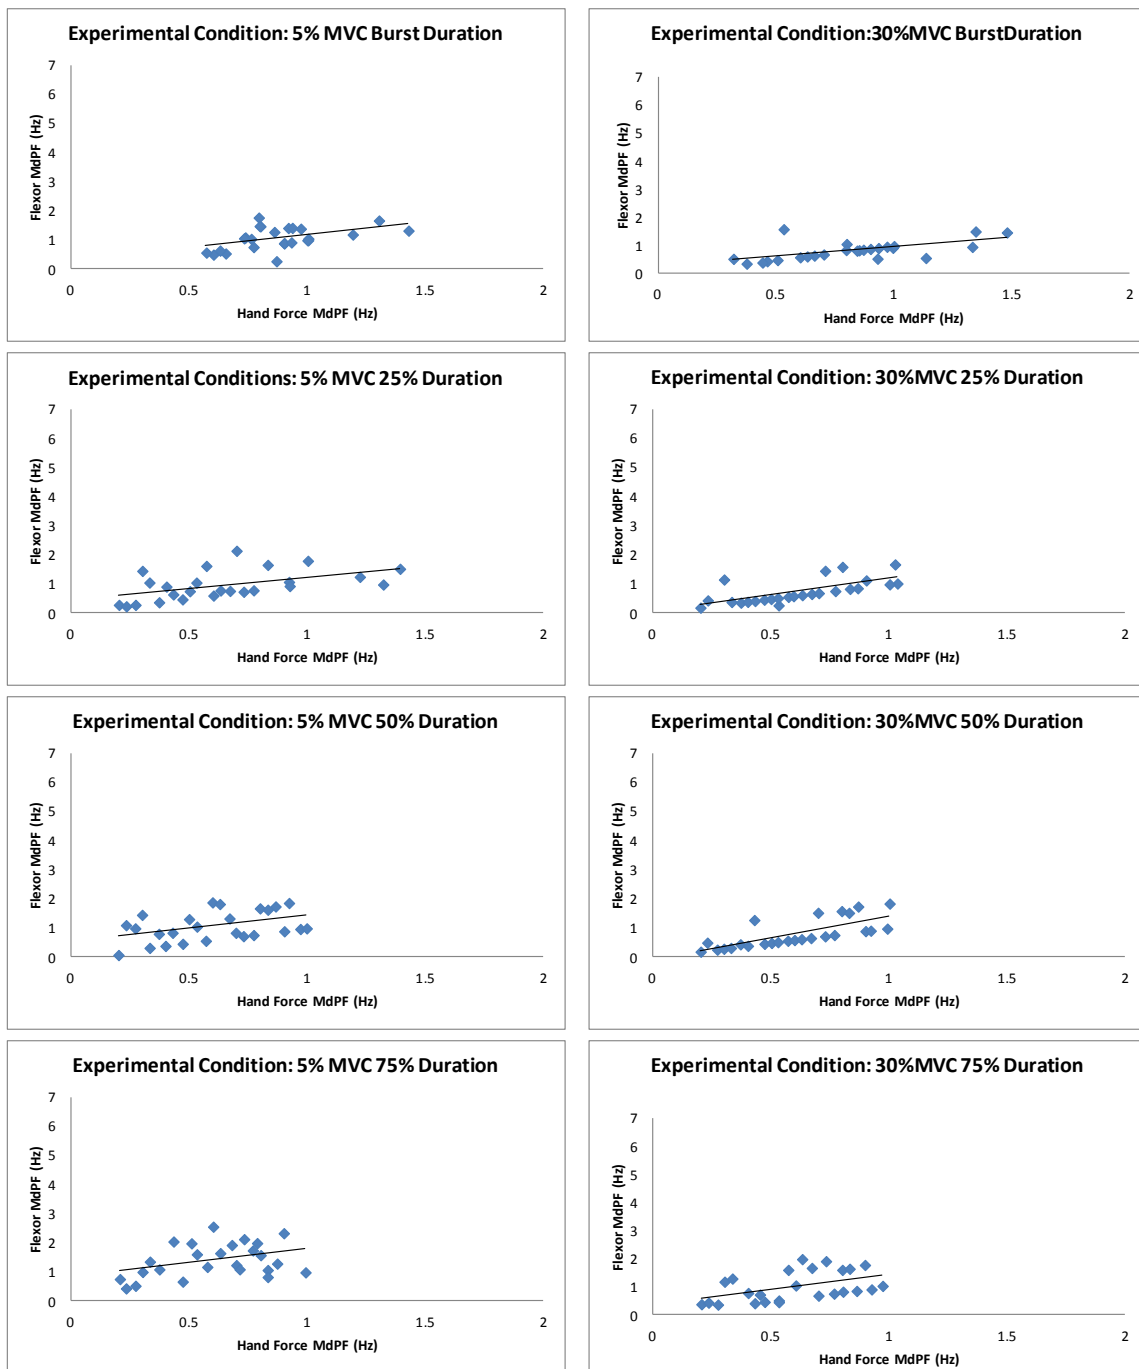 Experimental Condition: 5% MVC Burst Duration
7
6
5
4
3
2
1
0
Flexor MdPF (Hz)
0 0.5 1 1.5 2
Hand Force MdPF (Hz)
Experimental Condition:30%MVC BurstDuration
7
6
5
4
3
2
1
0
Flexor MdPF (Hz)
0 0.5 1 1.5 2
Hand Force MdPF (Hz)
Experimental Conditions: 5% MVC 25% Duration
7
6
5
4
3
2
1
0
Flexor MdPF (Hz)
0 0.5 1 1.5 2
Hand Force MdPF (Hz)
Experimental Condition: 30%MVC 25% Duration
7
6
5
4
3
2
1
0
Flexor MdPF (Hz)
0 0.5 1 1.5 2
Hand Force MdPF (Hz)
Experimental Condition: 5% MVC 50% Duration
7
6
5
4
3
2
1
0
Flexor MdPF (Hz)
0 0.5 1 1.5 2
Hand Force MdPF (Hz)
Experimental Condition: 30%MVC 50% Duration
7
6
5
4
3
2
1
0
Flexor MdPF (Hz)
0 0.5 1 1.5 2
Hand Force MdPF (Hz)
Experimental Condition: 5% MVC 75% Duration
7
6
5
4
3
2
1
0
Flexor MdPF (Hz)
0 0.5 1 1.5 2
Hand Force MdPF (Hz)
Experimental Condition: 30%MVC 75% Duration
7
6
5
4
3
2
1
0
Flexor MdPF (Hz)
0 0.5 1 1.5 2
Hand Force MdPF (Hz)